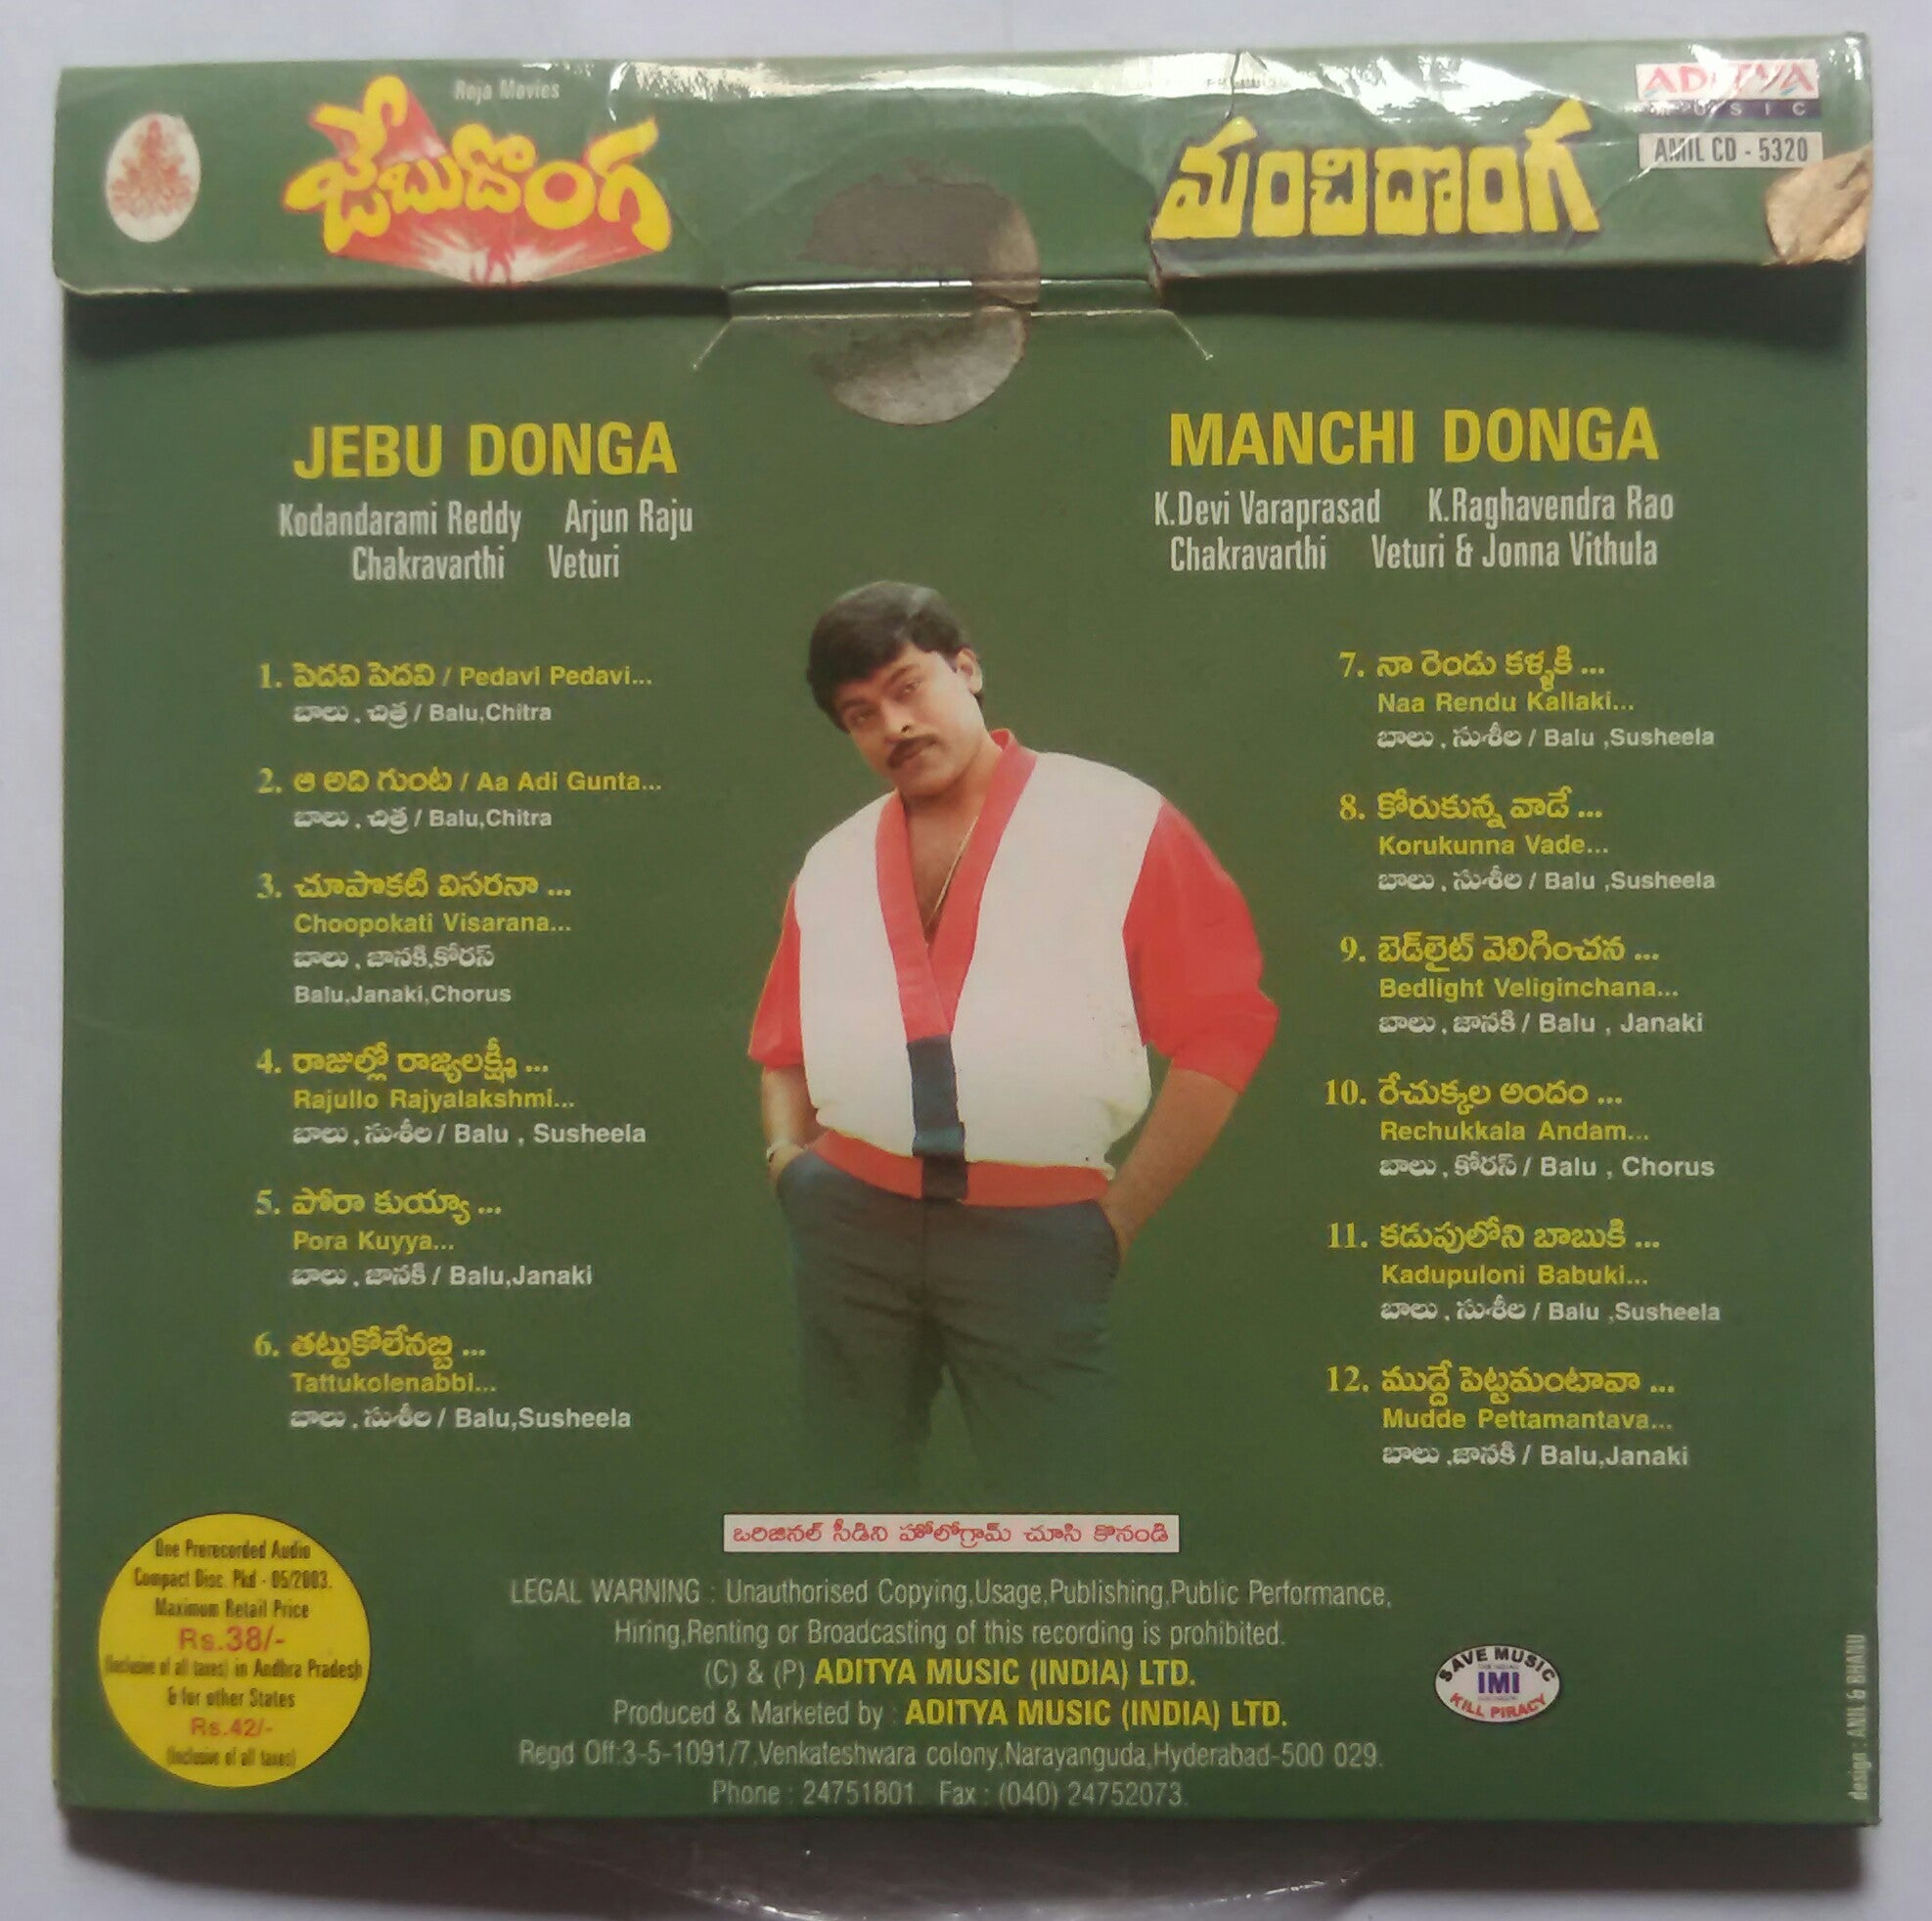 Roja Movies
జేబుదొంగ
మంచిదొంగ
ADITYA
MUSIC
AMIL CD - 5320
JEBU DONGA
Kodandarami Reddy Arjun Raju
Chakravarthi Veturi
1. పెదవి పెదవి / Pedavi Pedavi...
బాలు , చిత్ర / Balu,Chitra
2. ఆ అది గుంట / Aa Adi Gunta...
బాలు , చిత్ర / Balu,Chitra
3. చూపొకటి విసరనా ...
Choopokati Visarana...
బాలు , జానకి,కోరస్
Balu,Janaki,Chorus
4. రాజుల్లో రాజ్యలక్ష్మీ ...
Rajullo Rajyalakshmi...
బాలు , సుశీల / Balu , Susheela
5. పోరా కుయ్యా ...
Pora Kuyya...
బాలు , జానకి / Balu,Janaki
6. తట్టుకోలేనబ్బి ...
Tattukolenabbi...
బాలు , సుశీల / Balu,Susheela
MANCHI DONGA
K.Devi Varaprasad K.Raghavendra Rao
Chakravarthi Veturi & Jonna Vithula
7. నా రెండు కళ్ళకి ...
Naa Rendu Kallaki...
బాలు , సుశీల / Balu ,Susheela
8. కోరుకున్న వాడే ...
Korukunna Vade...
బాలు , సుశీల / Balu ,Susheela
9. బెడ్‌లైట్ వెలిగించన ...
Bedlight Veliginchana...
బాలు , జానకి / Balu , Janaki
10. రేచుక్కల అందం ...
Rechukkala Andam...
బాలు , కోరస్ / Balu , Chorus
11. కడుపులోని బాబుకి ...
Kadupuloni Babuki...
బాలు , సుశీల / Balu ,Susheela
12. ముద్దే పెట్టమంటావా ...
Mudde Pettamantava...
బాలు ,జానకి / Balu,Janaki
ఒరిజినల్ సీడిని హోలోగ్రామ్ చూసి కొనండి
One Prerecorded Audio
Compact Disc. Pkd - 05/2003.
Maximum Retail Price
Rs.38/-
(Inclusive of all taxes) in Andhra Pradesh
& for other States
Rs.42/-
(Inclusive of all taxes)
LEGAL WARNING : Unauthorised Copying,Usage,Publishing,Public Performance,
Hiring,Renting or Broadcasting of this recording is prohibited.
(C) & (P) ADITYA MUSIC (INDIA) LTD.
Produced & Marketed by : ADITYA MUSIC (INDIA) LTD.
Regd Off:3-5-1091/7,Venkateshwara colony,Narayanguda,Hyderabad-500 029.
Phone : 24751801. Fax : (040) 24752073.
SAVE MUSIC
IMI
KILL PIRACY
design : ANIL & BHANU